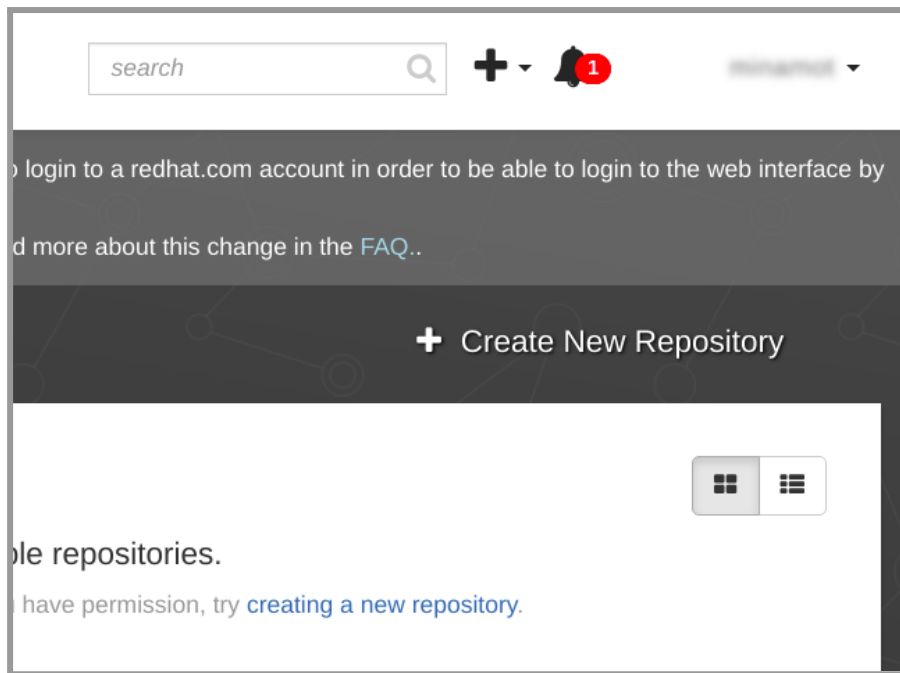 search
1
login to a redhat.com account in order to be able to login to the web interface by
d more about this change in the FAQ..
Create New Repository
ole repositories.
have permission, try creating a new repository.